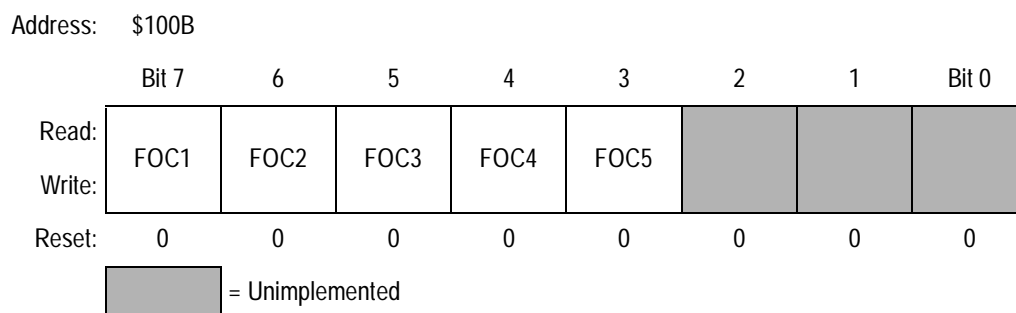 Address: $100B
Bit 7 6 5 4 3 2 1 Bit 0
Read:
FOC1 FOC2 FOC3 FOC4 FOC5
Write:
Reset: 0 0 0 0 0 0 0 0
= Unimplemented